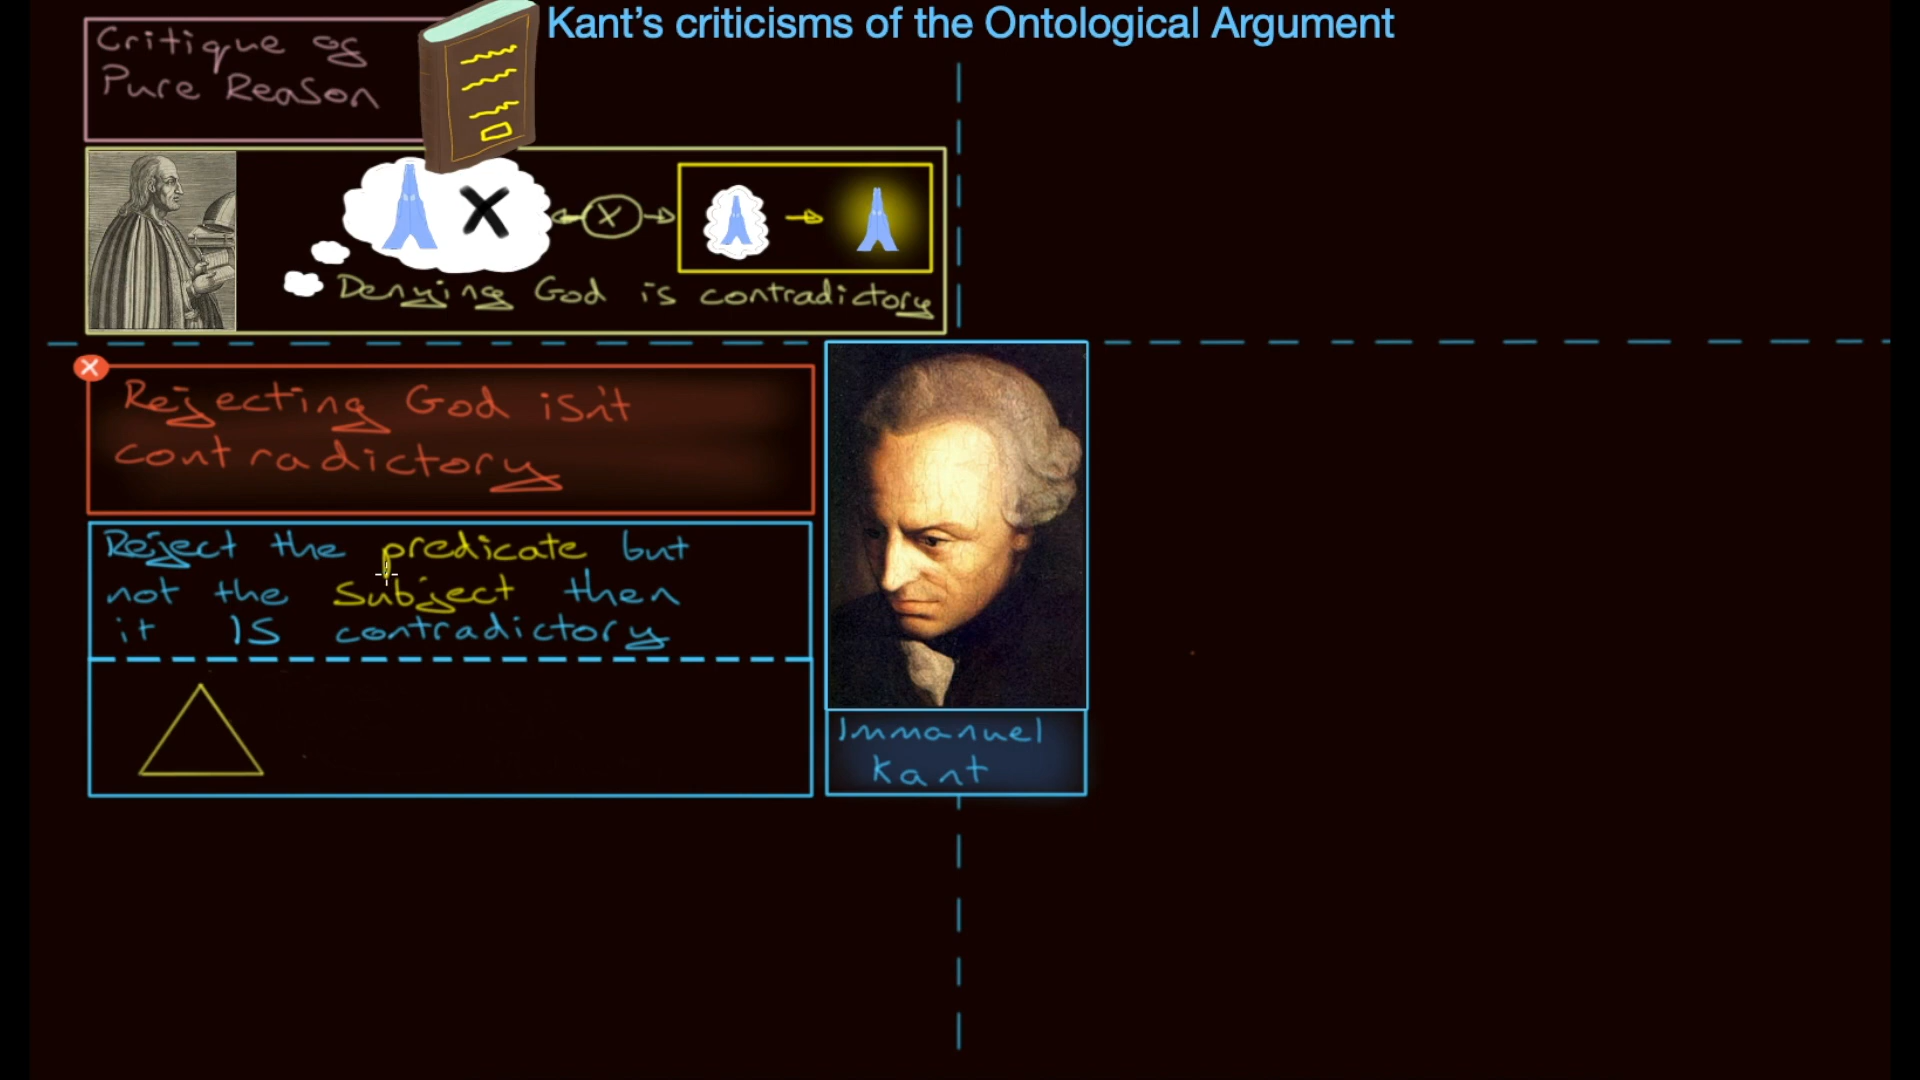 Kant's criticisms of the Ontological Argument
Critique of
Pure Reason
Denying God is contradictory
Rejecting God isn't
contradictory
Reject the predicate but
not the subject then
it IS contradictory
Immanuel
Kant